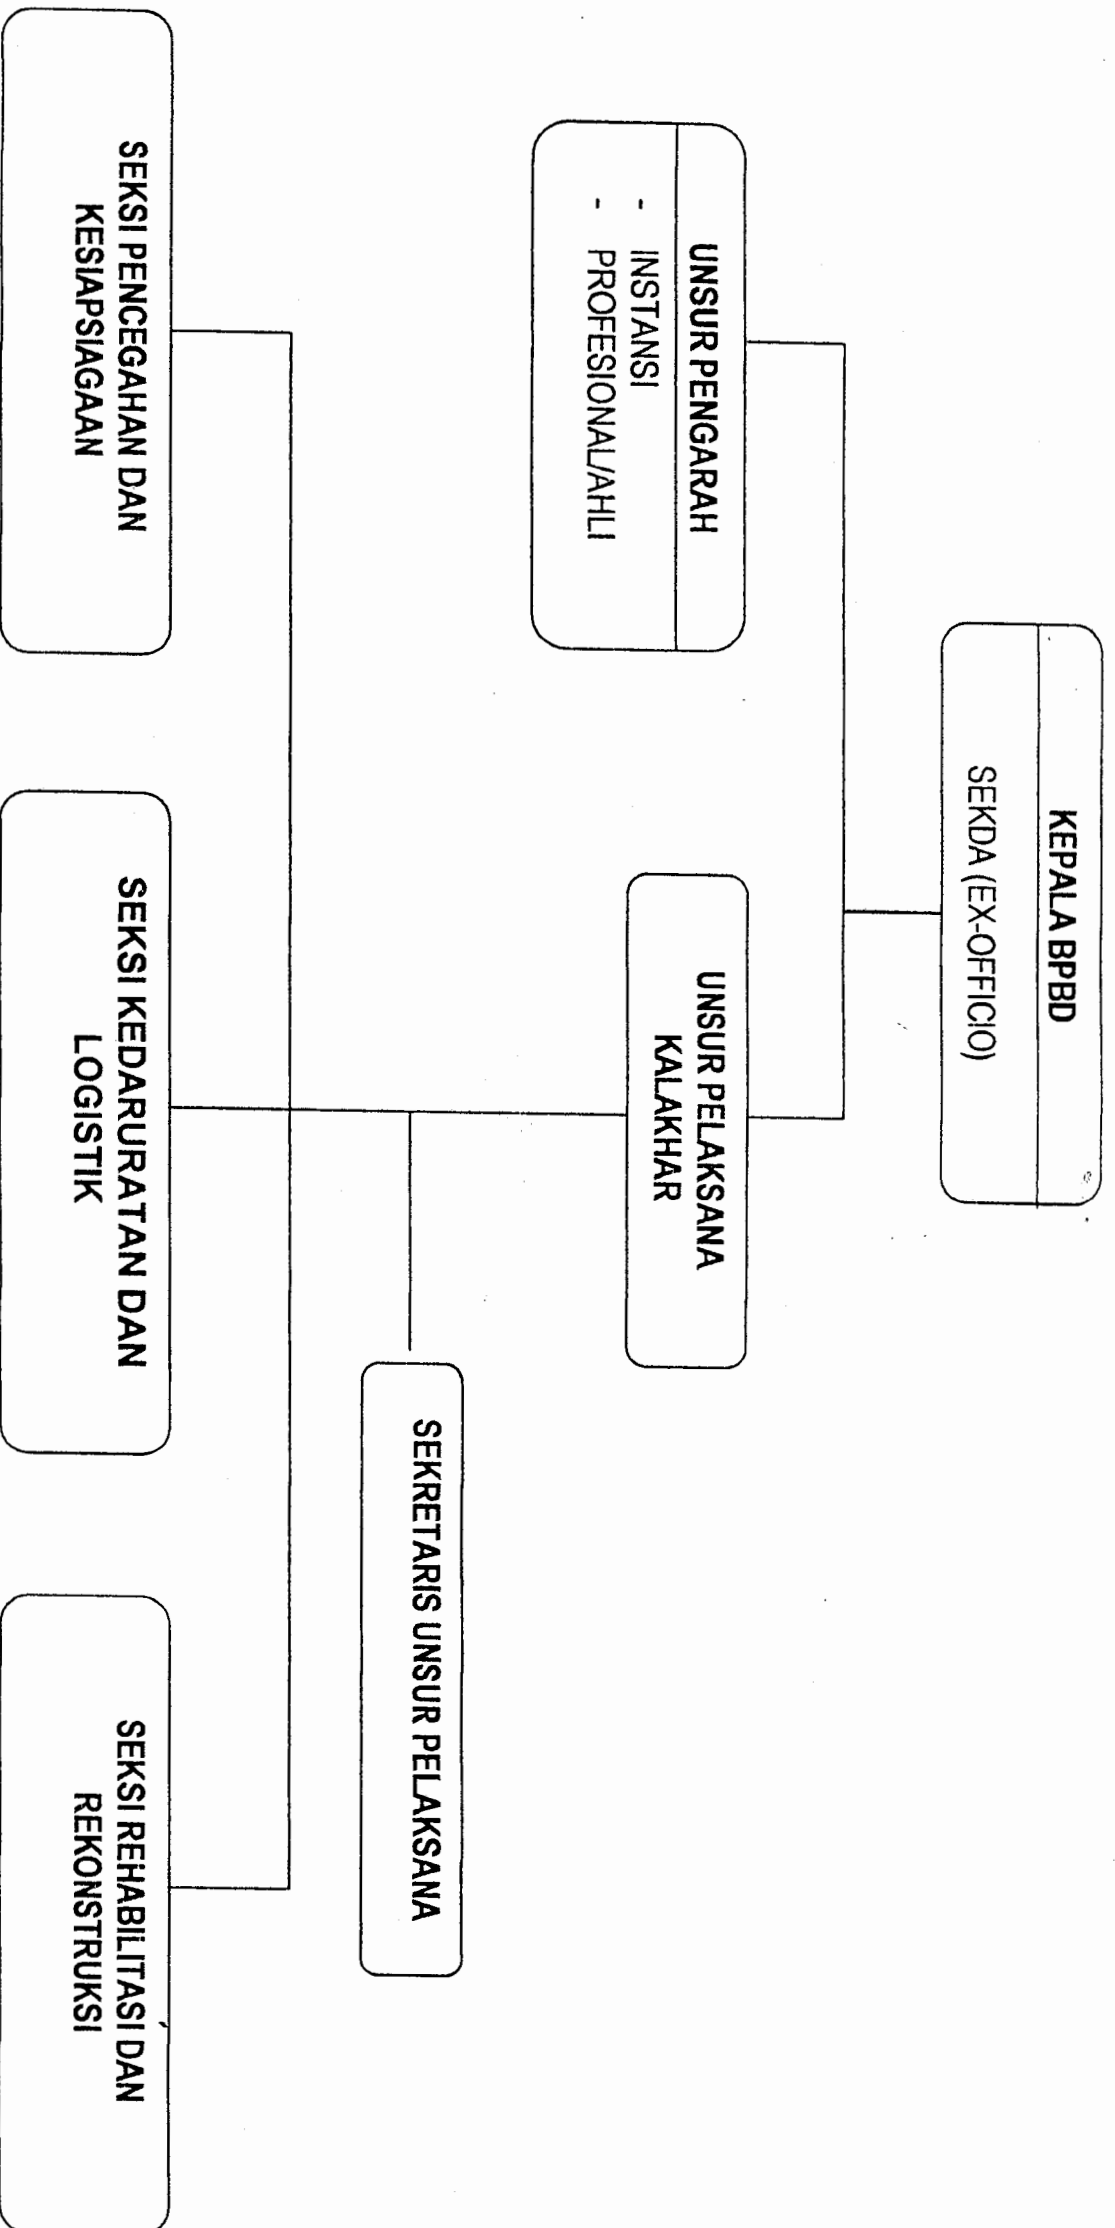 KEPALA BPBD
SEKDA (EX-OFFICIO)
UNSUR PENGARAH
- INSTANSI
- PROFESIONAL/AHLI
UNSUR PELAKSANA
KALAKHAR
SEKRETARIS UNSUR PELAKSANA
SEKSI PENCEGAHAN DAN
KESIAPSIAGAAN
SEKSI KEDARURATAN DAN
LOGISTIK
SEKSI REHABILITASI DAN
REKONSTRUKSI